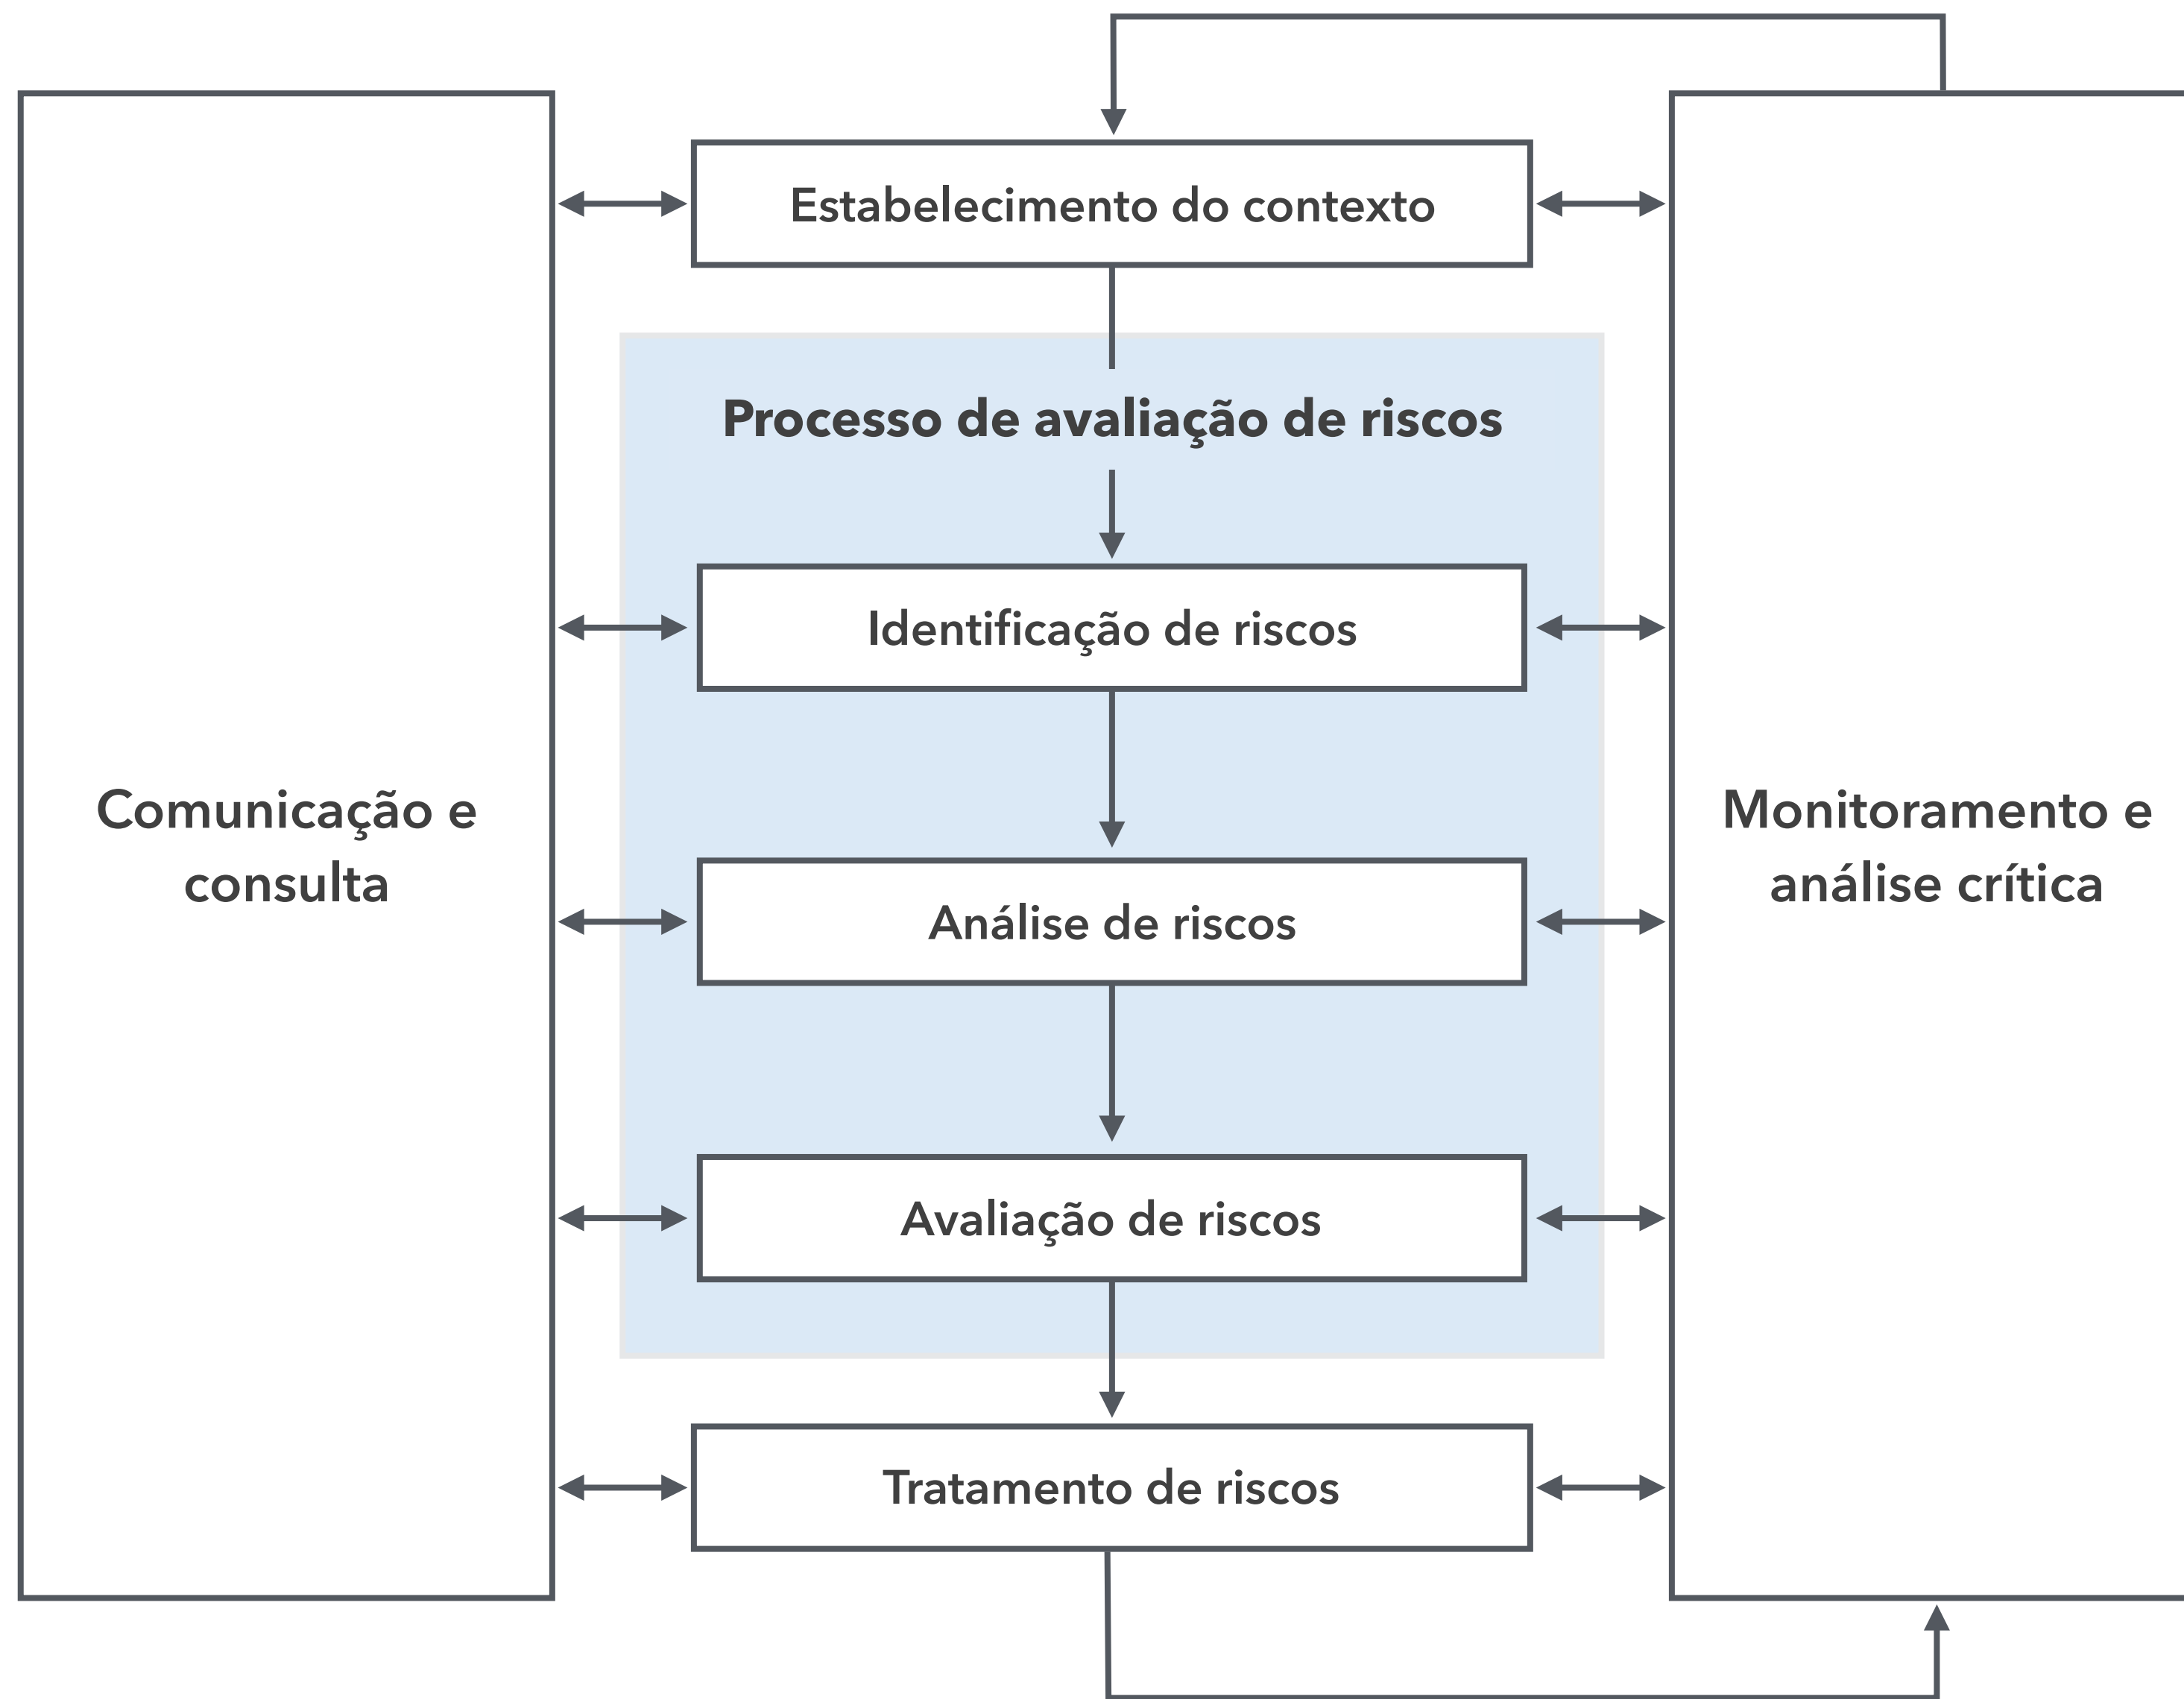 Estabelecimento do contexto
Processo de avaliação de riscos
Identificação de riscos
Comunicação e
consulta
Análise de riscos
Monitoramento e
análise crítica
Avaliação de riscos
Tratamento de riscos